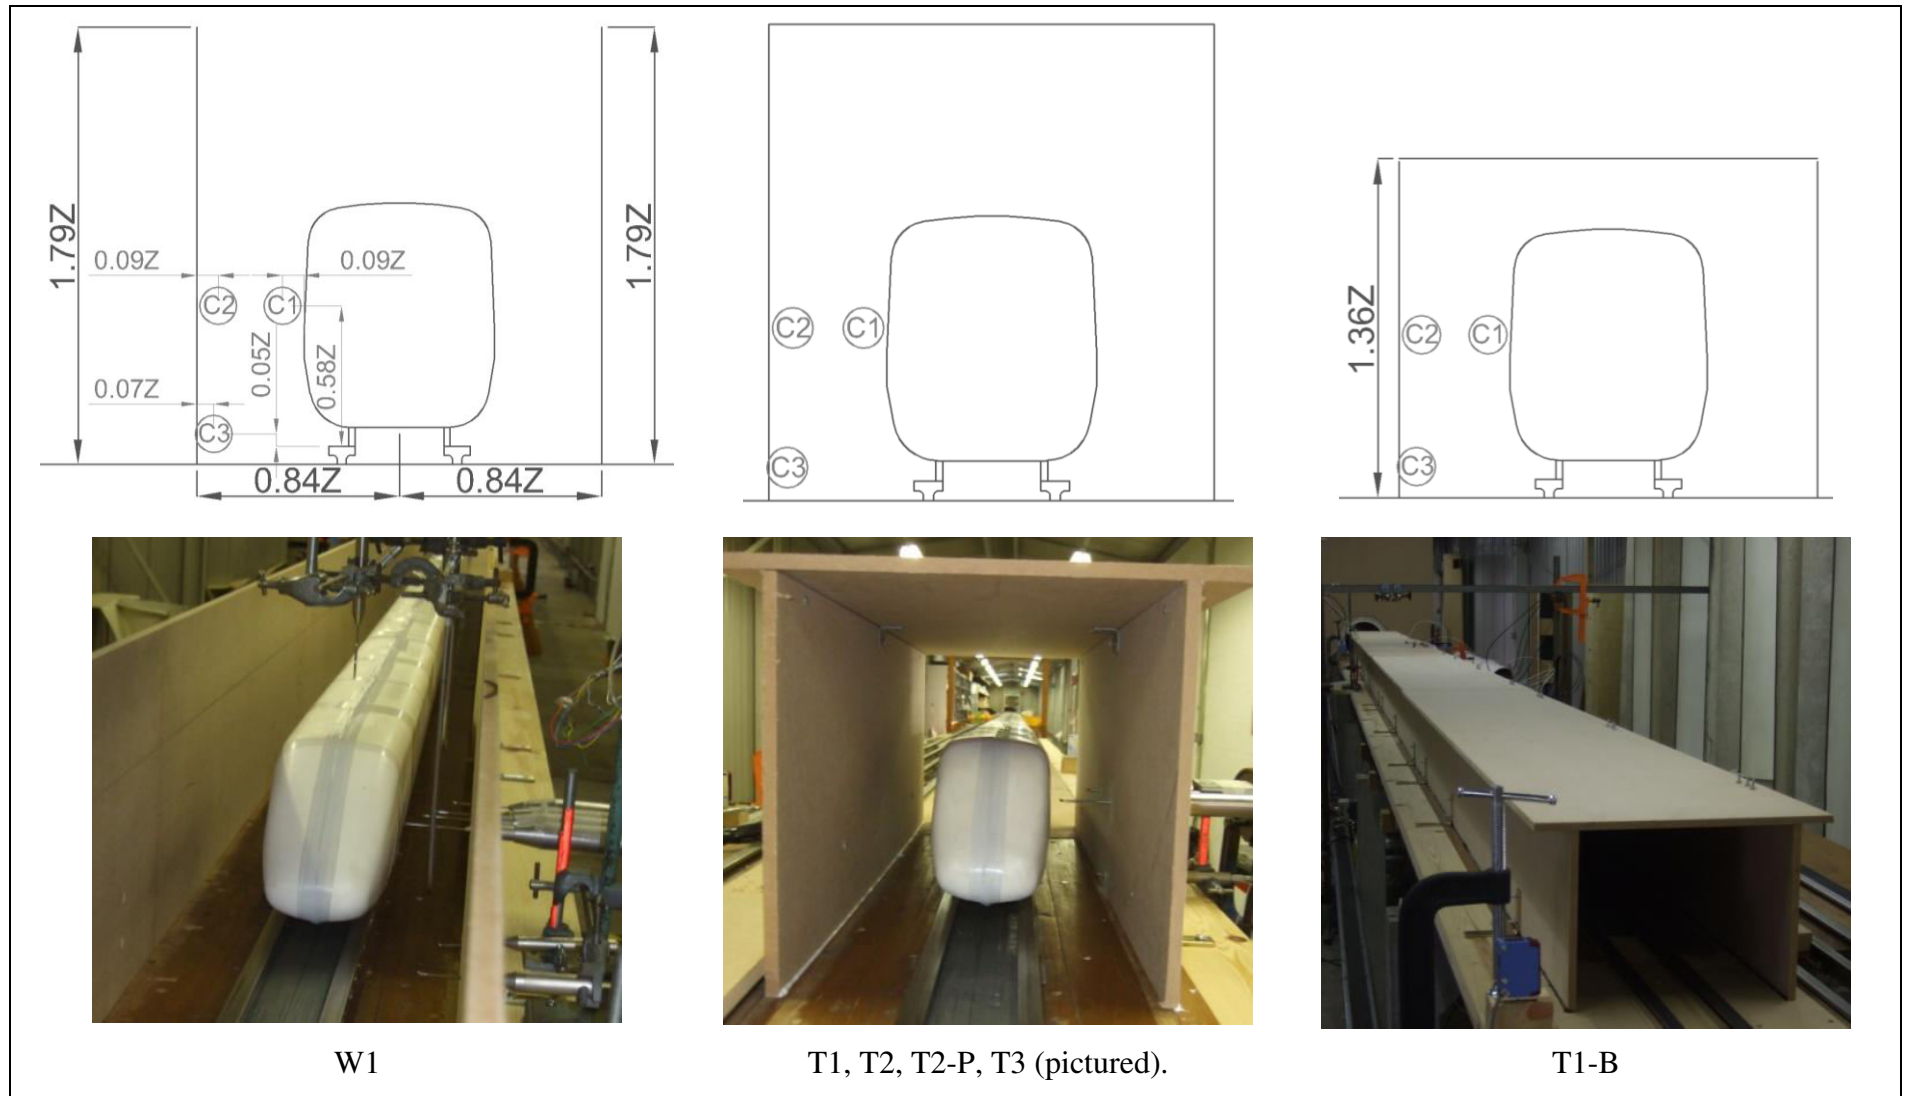 1.79Z
0.09Z
C2
C1
0.09Z
0.05Z
0.58Z
0.07Z
C3
0.84Z
0.84Z
1.79Z
C2
C1
C3
1.36Z
C2
C1
C3
W1
T1, T2, T2-P, T3 (pictured).
T1-B